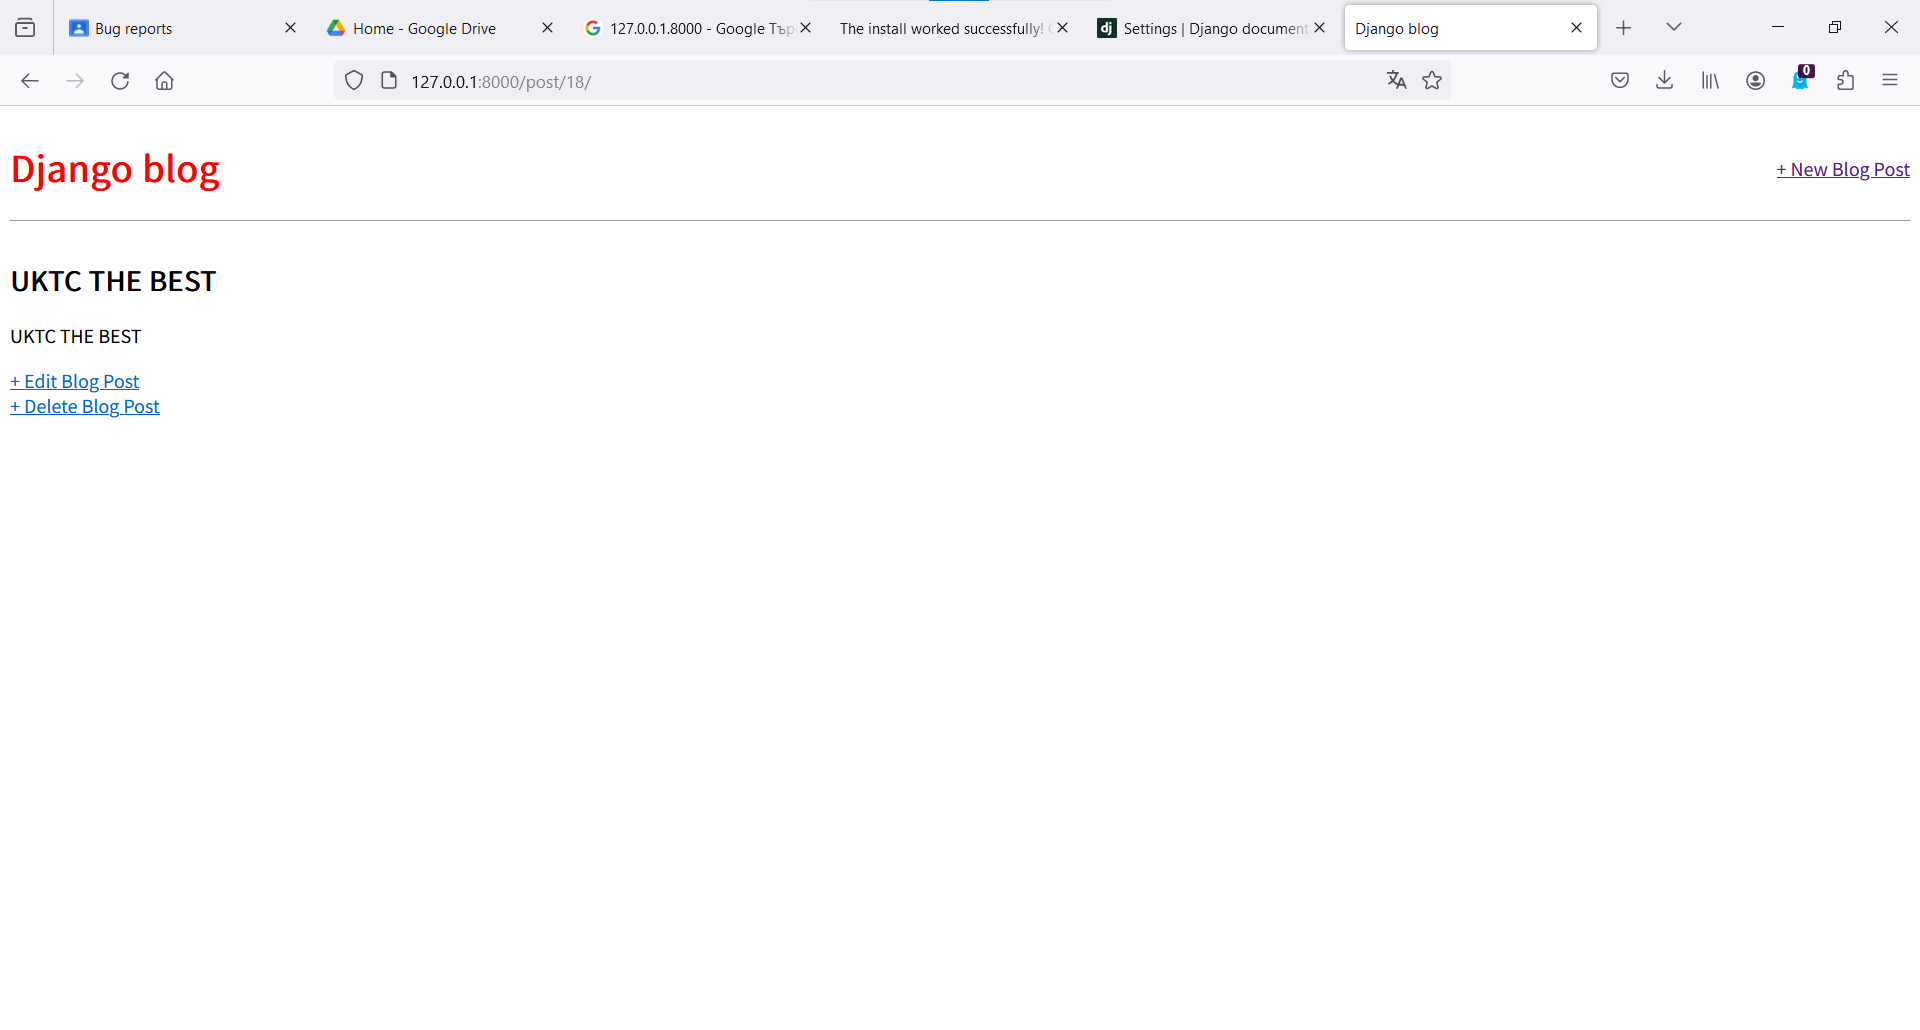 Bug reports
Home - Google Drive
127.0.0.1:8000 - Google Търс
The install worked successfully!
Settings | Django document
Django blog
127.0.0.1:8000/post/18/
0
Django blog
+ New Blog Post
UKTC THE BEST
UKTC THE BEST
+ Edit Blog Post
+ Delete Blog Post